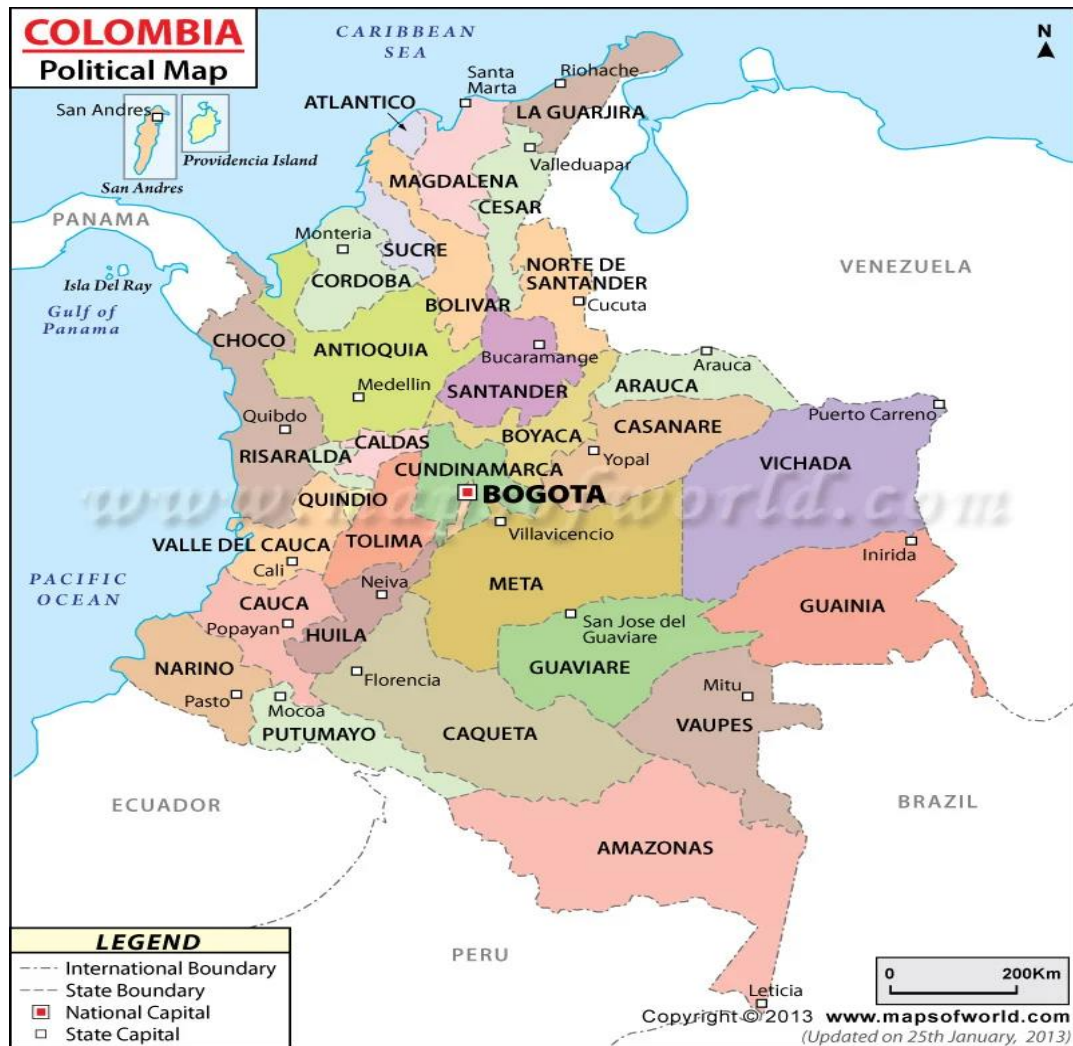 COLOMBIA
Political Map
CARIBBEAN
SEA
N
San Andres
Providencia Island
San Andres
ATLANTICO
Santa
Marta
Riohache
LA GUARJIRA
Valleduapar
MAGDALENA
CESAR
PANAMA
Monteria
SUCRE
CORDOBA
NORTE DE
SANTANDER
VENEZUELA
Isla Del Ray
Gulf of
Panama
BOLIVAR
Cucuta
CHOCO
ANTIOQUIA
Bucaramange
Arauca
ARAUCA
Medellin
SANTANDER
Quibdo
Puerto Carreno
CASANARE
BOYACA
CALDAS
RISARALDA
Yopal
VICHADA
CUNDINAMARCA
QUINDIO
BOGOTA
www.mapsofworld.com
Villavicencio
VALLE DEL CAUCA
TOLIMA
Inirida
Cali
PACIFIC
OCEAN
Neiva
META
CAUCA
GUAINIA
Popayan
San Jose del
Guaviare
HUILA
NARINO
GUAVIARE
Florencia
Mitu
Pasto
Mocoa
VAUPES
PUTUMAYO
CAQUETA
ECUADOR
BRAZIL
AMAZONAS
LEGEND
International Boundary
State Boundary
National Capital
State Capital
PERU
0 200Km
Leticia
Copyright © 2013 www.mapsofworld.com
(Updated on 25th January, 2013)